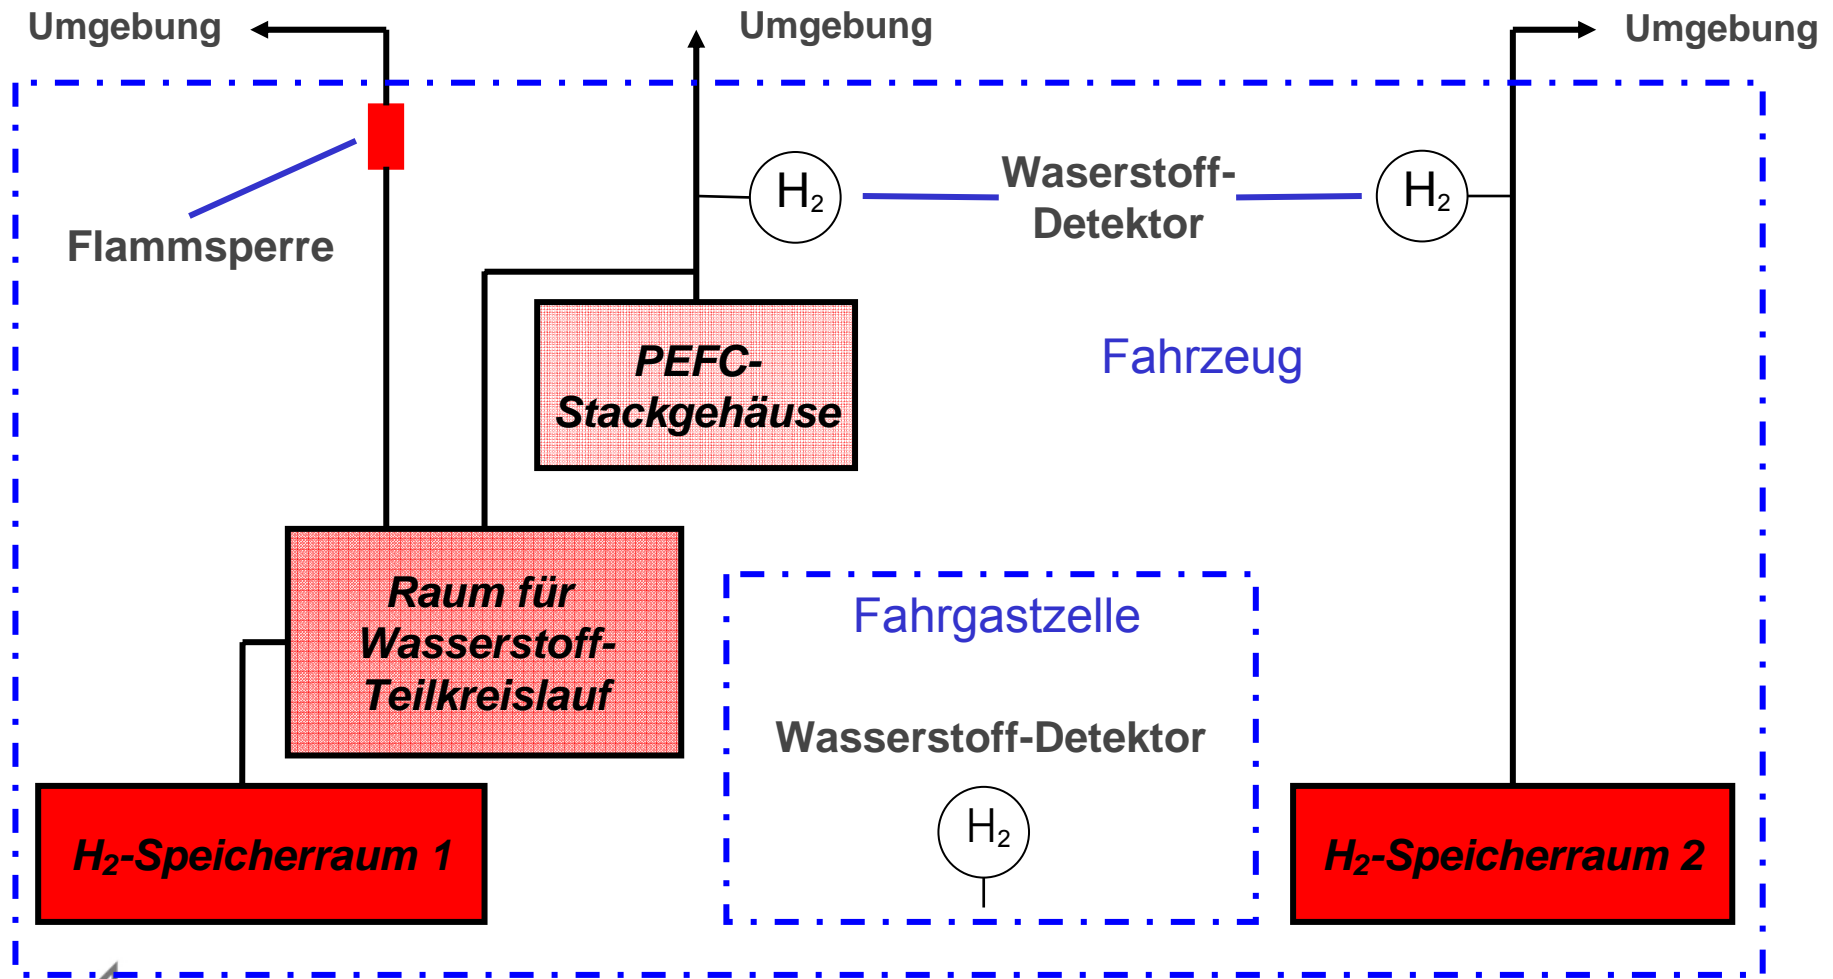 Umgebung
Umgebung
Umgebung
H₂
Waserstoff-
Detektor
H₂
Flammsperre
PEFC-
Stackgehäuse
Fahrzeug
Raum für
Wasserstoff-
Teilkreislauf
Fahrgastzelle
Wasserstoff-Detektor
H₂
H₂-Speicherraum 1
H₂-Speicherraum 2